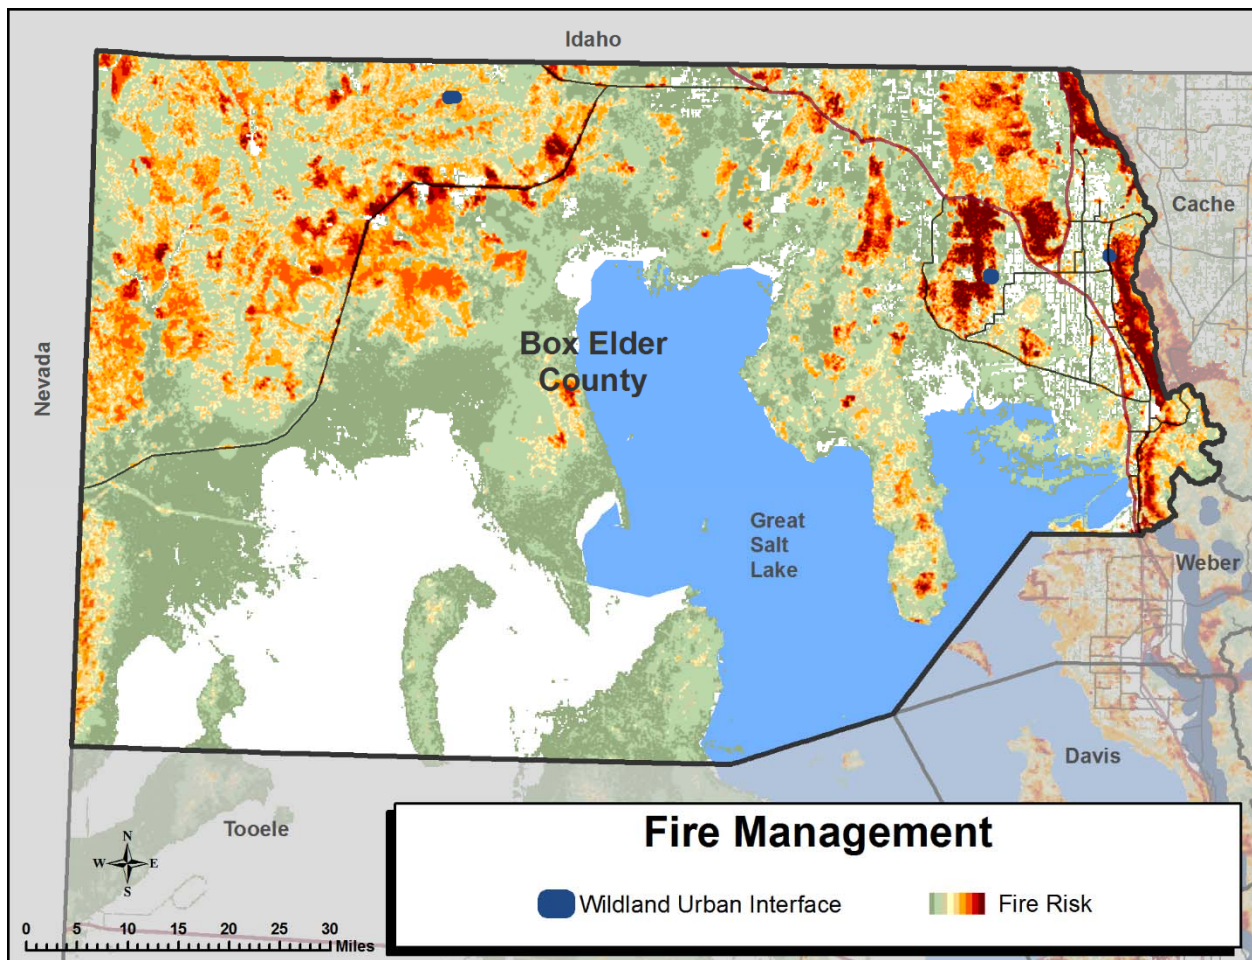 Idaho
Cache
Nevada
Box Elder
County
Great
Salt
Lake
Weber
Davis
Tooele
N
W E
S
0 5 10 15 20 25 30
Miles
Fire Management
Wildland Urban Interface
Fire Risk